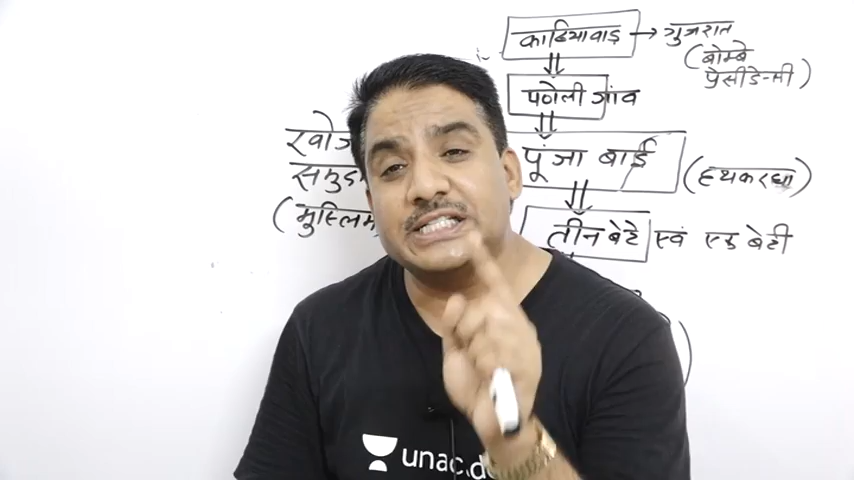 काठियावाड़ → गुजरात
(बोम्बे
प्रेसीडेन्सी)
पनेली गांव
पूंजा बाई (हथकरघा)
तीन बेटे एवं एक बेटी
(मुस्लिम
unac